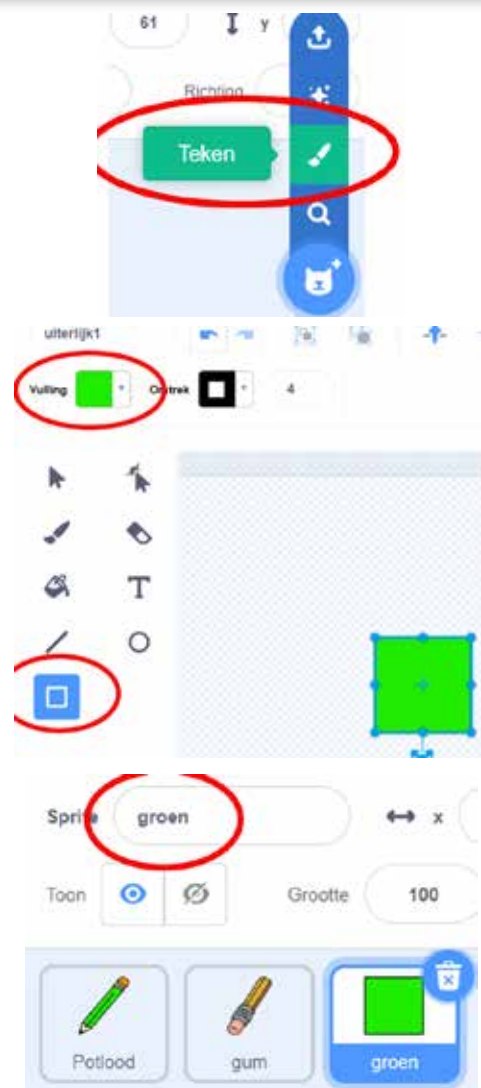 61 y
Richting
Teken
uiterlijk1
Vulling Omtrek 4
T
Sprite groen x
Toon Grootte 100
Potlood gum groen